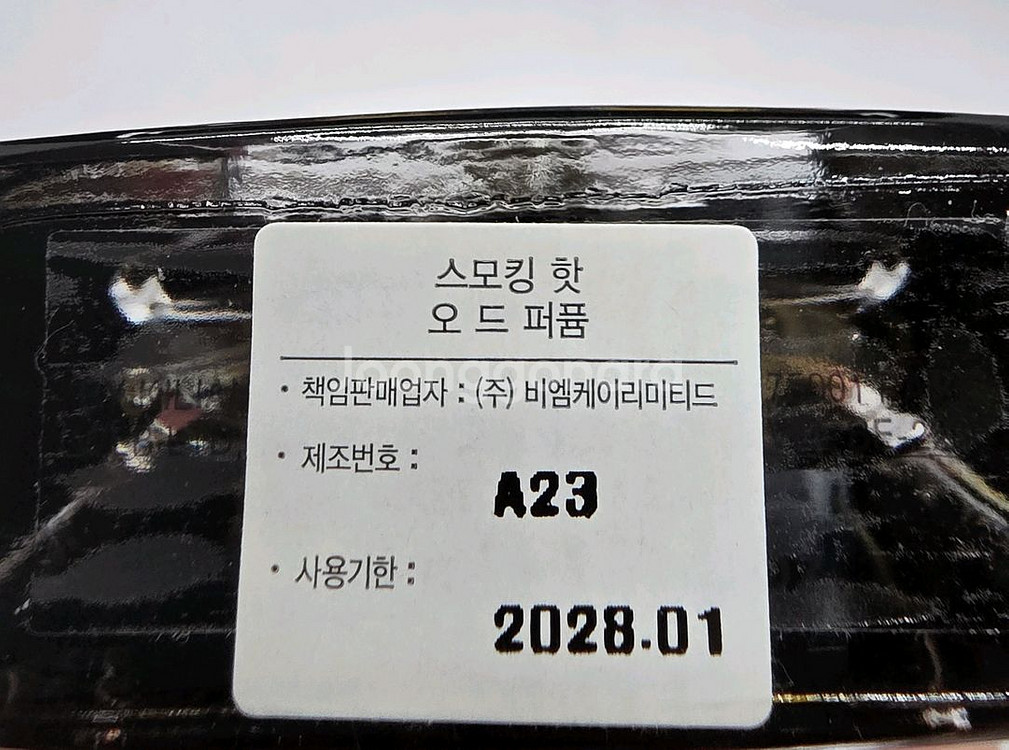 스모킹 핫
오 드 퍼퓸
• 책임판매업자 : (주) 비엠케이리미티드
• 제조번호 :
A23
• 사용기한 :
2028.01